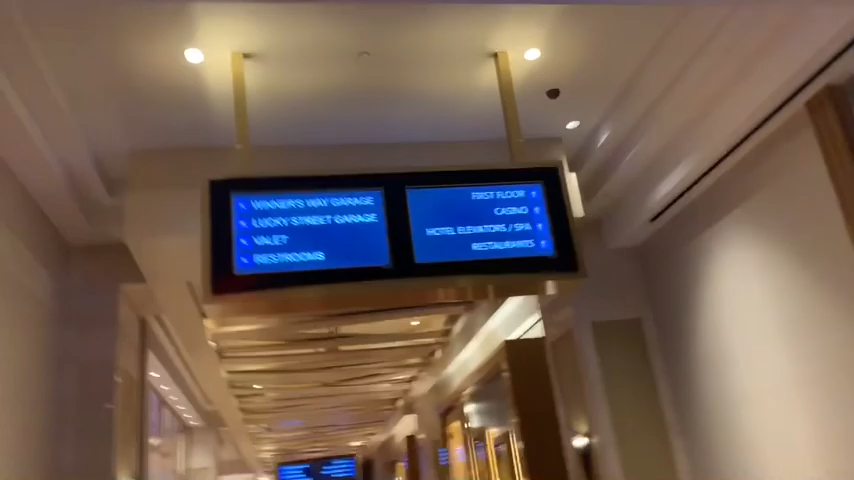 WINNER'S WAY GARAGE
LUCKY STREET GARAGE
VALET
RESTROOMS
FIRST FLOOR
CASINO
HOTEL ELEVATORS / SPA
RESTAURANTS